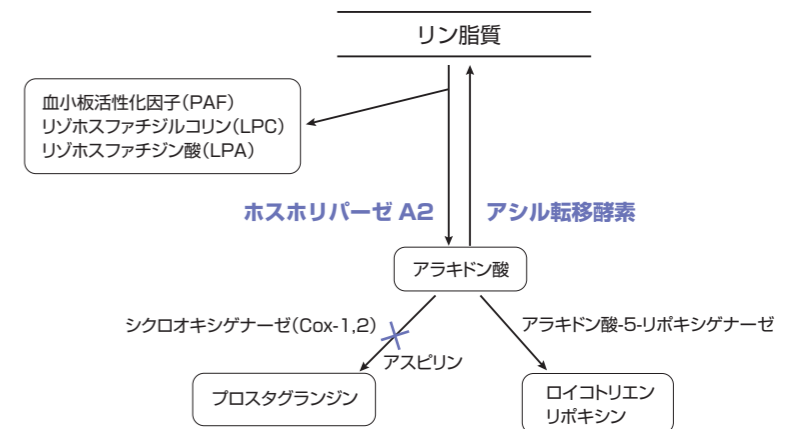 リン脂質
血小板活性化因子(PAF)
リゾホスファチジルコリン(LPC)
リゾホスファチジン酸(LPA)
ホスホリパーゼ A2
アシル転移酵素
アラキドン酸
シクロオキシゲナーゼ(Cox-1,2)
アラキドン酸-5-リポキシゲナーゼ
アスピリン
プロスタグランジン
ロイコトリエン
リポキシン